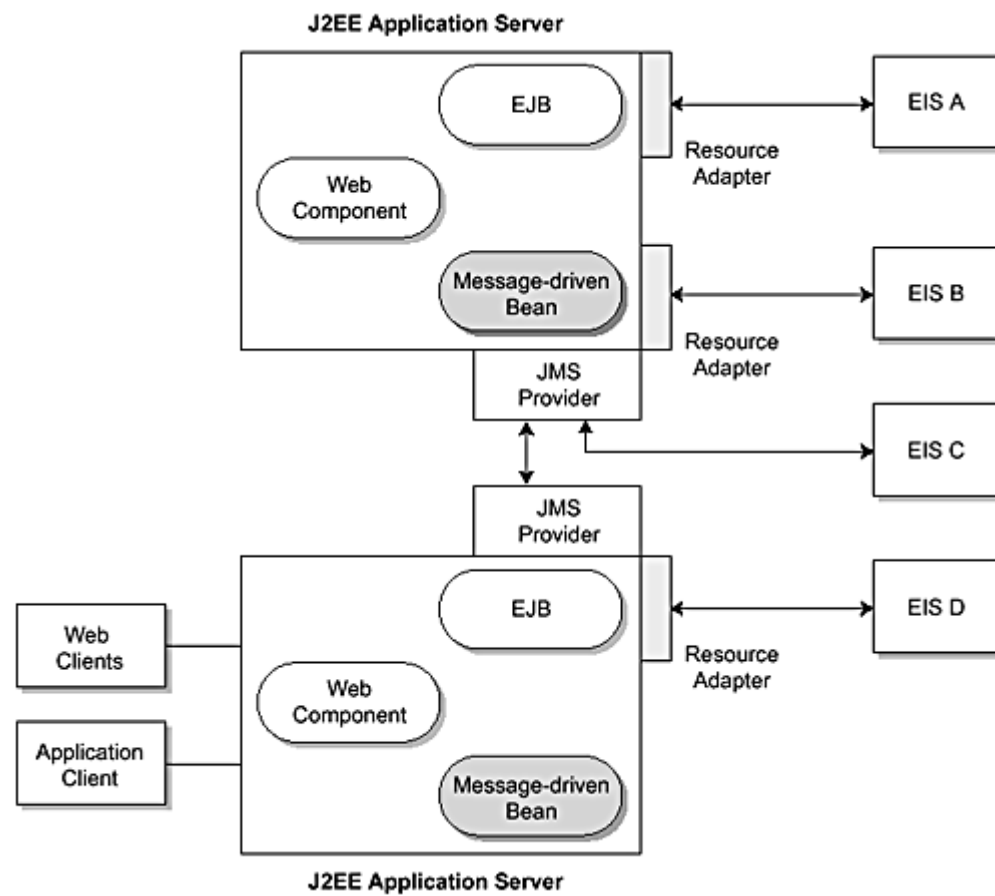 J2EE Application Server
EJB
EIS A
Resource
Adapter
Web
Component
Message-driven
Bean
EIS B
Resource
Adapter
JMS
Provider
EIS C
JMS
Provider
EJB
EIS D
Web
Clients
Resource
Adapter
Web
Component
Application
Client
Message-driven
Bean
J2EE Application Server